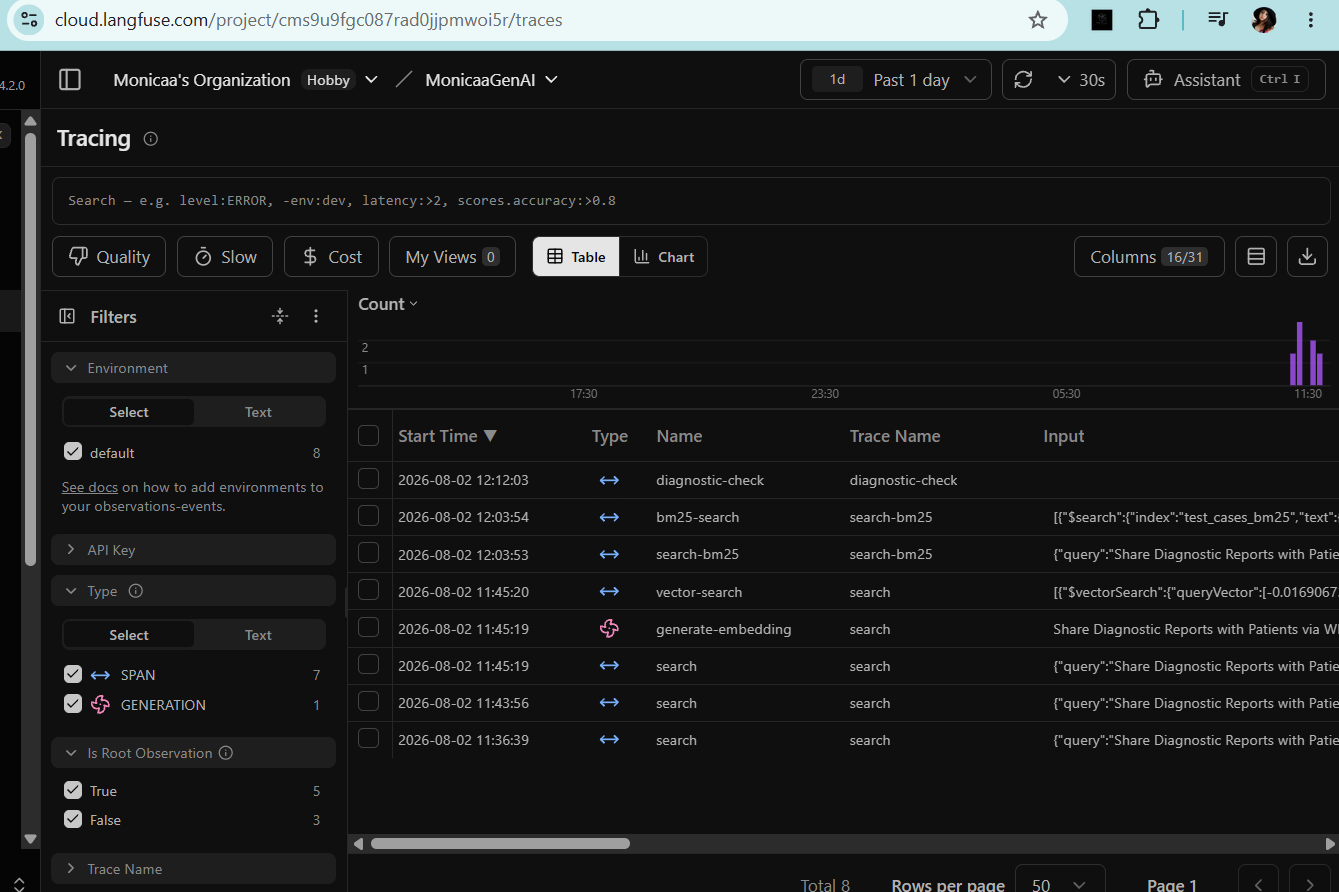 cloud.langfuse.com/project/cms9u9fgc087rad0jjpmwoi5r/traces
4.2.0
Monicaa's Organization Hobby / MonicaaGenAI 1d Past 1 day 30s Assistant Ctrl I
Tracing
Search — e.g. level:ERROR, -env:dev, latency:>2, scores.accuracy:>0.8
Quality Slow Cost My Views 0 Table Chart Columns 16/31
Filters
Environment
Select Text
default 8
See docs on how to add environments to
your observations-events.
API Key
Type
Select Text
SPAN 7
GENERATION 1
Is Root Observation
True 5
False 3
Trace Name
Count
2
1
17:30 23:30 05:30 11:30
Start Time ▼ Type Name Trace Name Input
2026-08-02 12:12:03 diagnostic-check diagnostic-check
2026-08-02 12:03:54 bm25-search search-bm25 [{"$search":{"index":"test_cases_bm25","text":
2026-08-02 12:03:53 search-bm25 search-bm25 {"query":"Share Diagnostic Reports with Patie
2026-08-02 11:45:20 vector-search search [{"$vectorSearch":{"queryVector":[-0.0169067
2026-08-02 11:45:19 generate-embedding search Share Diagnostic Reports with Patients via W
2026-08-02 11:45:19 search search {"query":"Share Diagnostic Reports with Patie
2026-08-02 11:43:56 search search {"query":"Share Diagnostic Reports with Patie
2026-08-02 11:36:39 search search {"query":"Share Diagnostic Reports with Patie
Total 8 Rows per page 50 Page 1